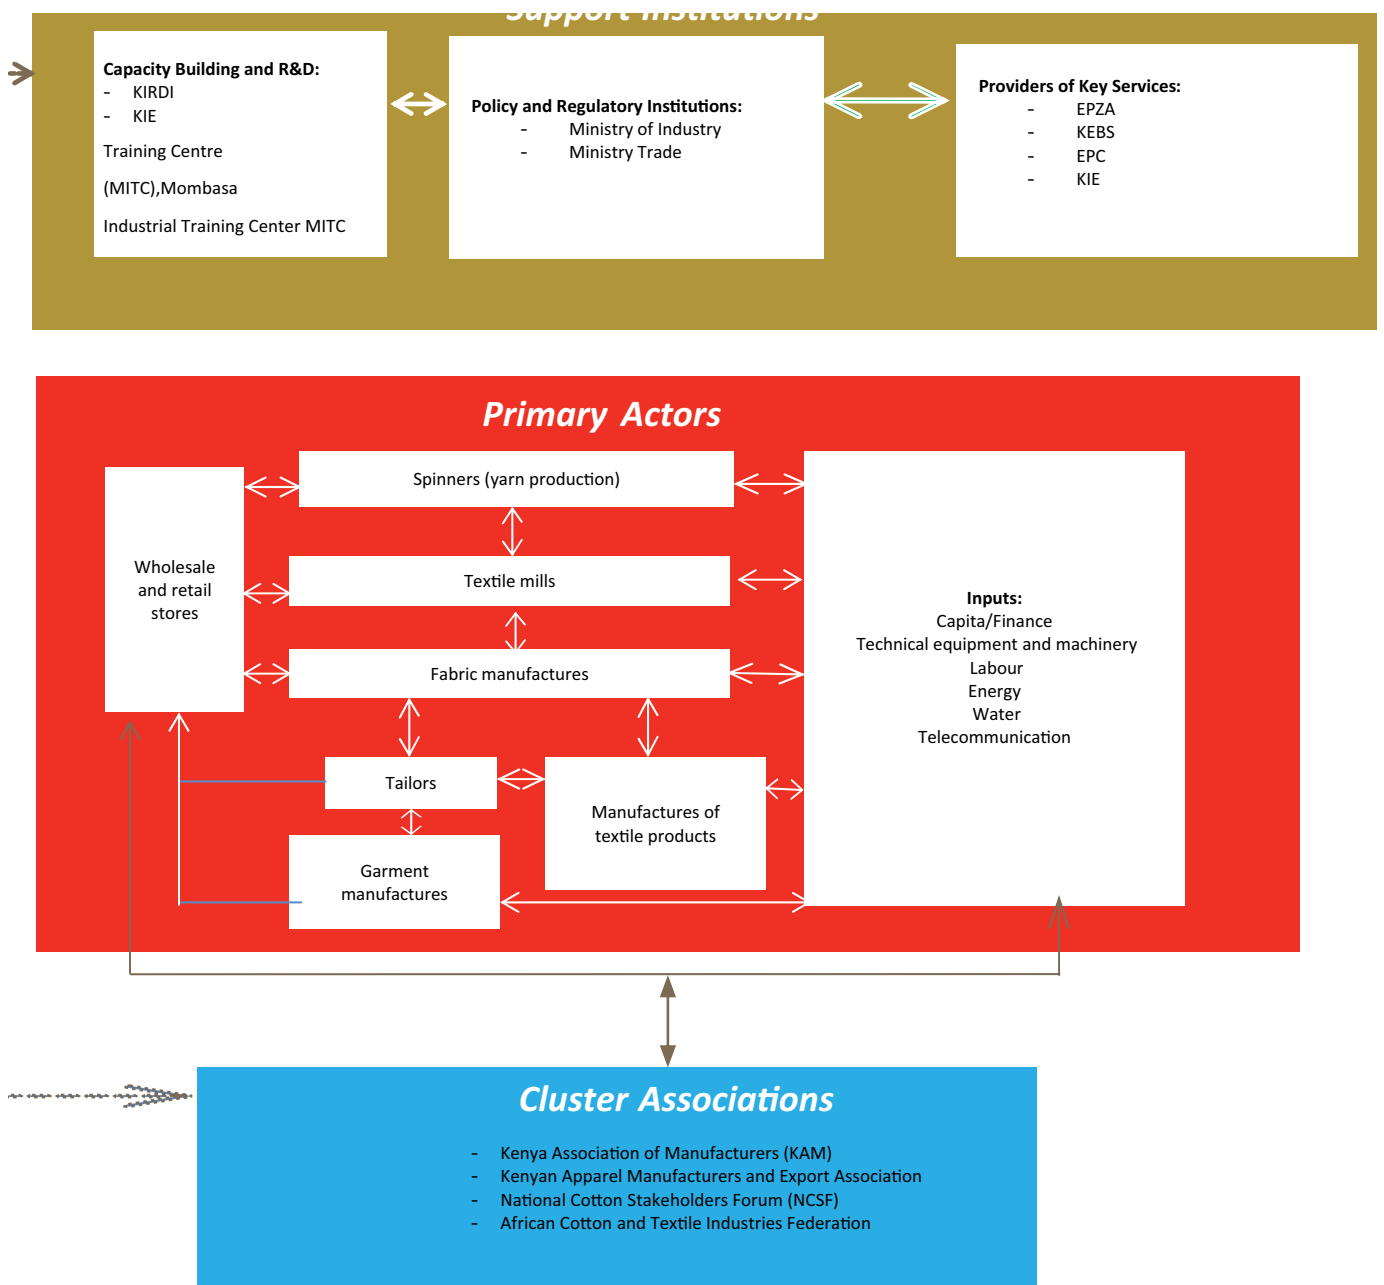 Support Institutions
Capacity Building and R&D:
- KIRDI
- KIE
Training Centre
(MITC),Mombasa
Industrial Training Center MITC
Policy and Regulatory Institutions:
- Ministry of Industry
- Ministry Trade
Providers of Key Services:
- EPZA
- KEBS
- EPC
- KIE
Primary Actors
Wholesale
and retail
stores
Spinners (yarn production)
Textile mills
Fabric manufactures
Tailors
Manufactures of
textile products
Garment
manufactures
Inputs:
Capita/Finance
Technical equipment and machinery
Labour
Energy
Water
Telecommunication
Cluster Associations
- Kenya Association of Manufacturers (KAM)
- Kenyan Apparel Manufacturers and Export Association
- National Cotton Stakeholders Forum (NCSF)
- African Cotton and Textile Industries Federation